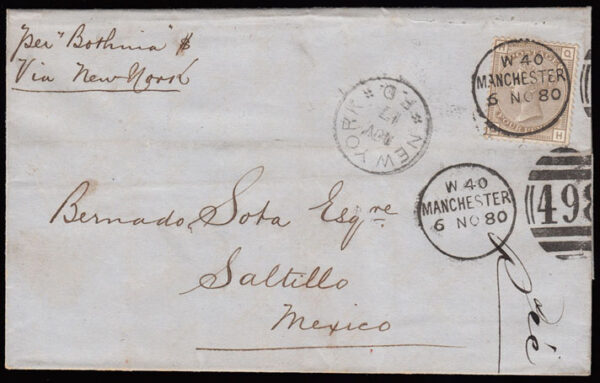 "per" Bothnia" &
Via New York
W 40
MANCHESTER
6 NO 80
NEW YORK
NOV
17
F. D.
W 40
MANCHESTER
6 NO 80
498
Bernado Sota Esqre
Saltillo
Mexico
Q
H